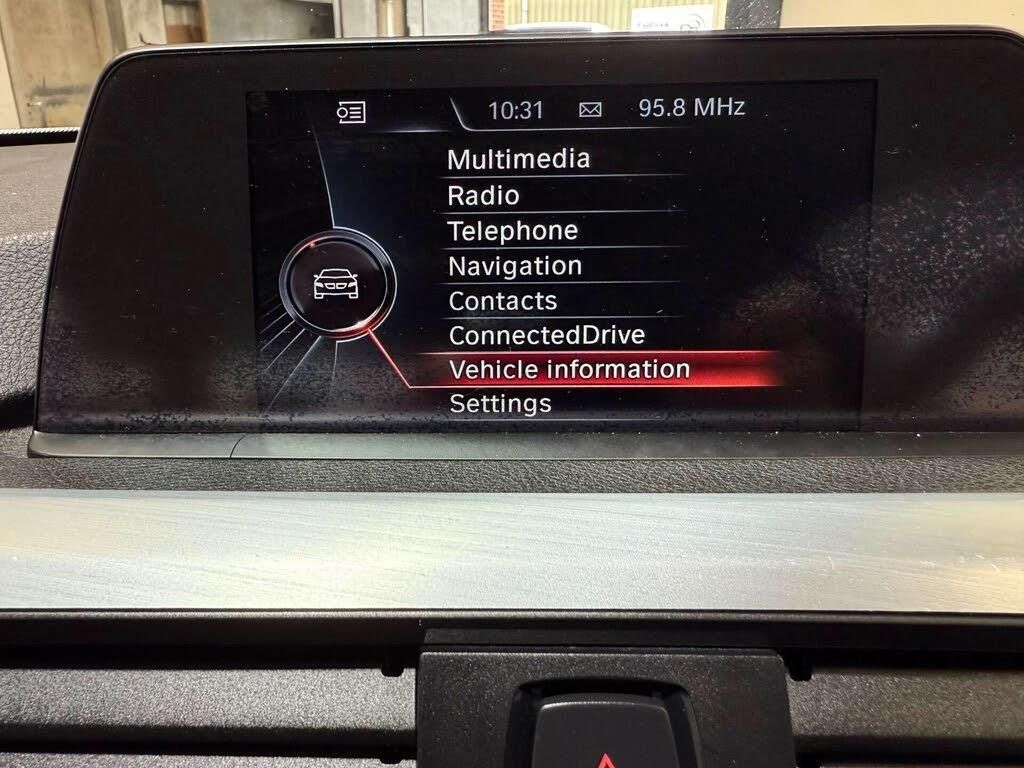 10:31 95.8 MHz
Multimedia
Radio
Telephone
Navigation
Contacts
ConnectedDrive
Vehicle information
Settings